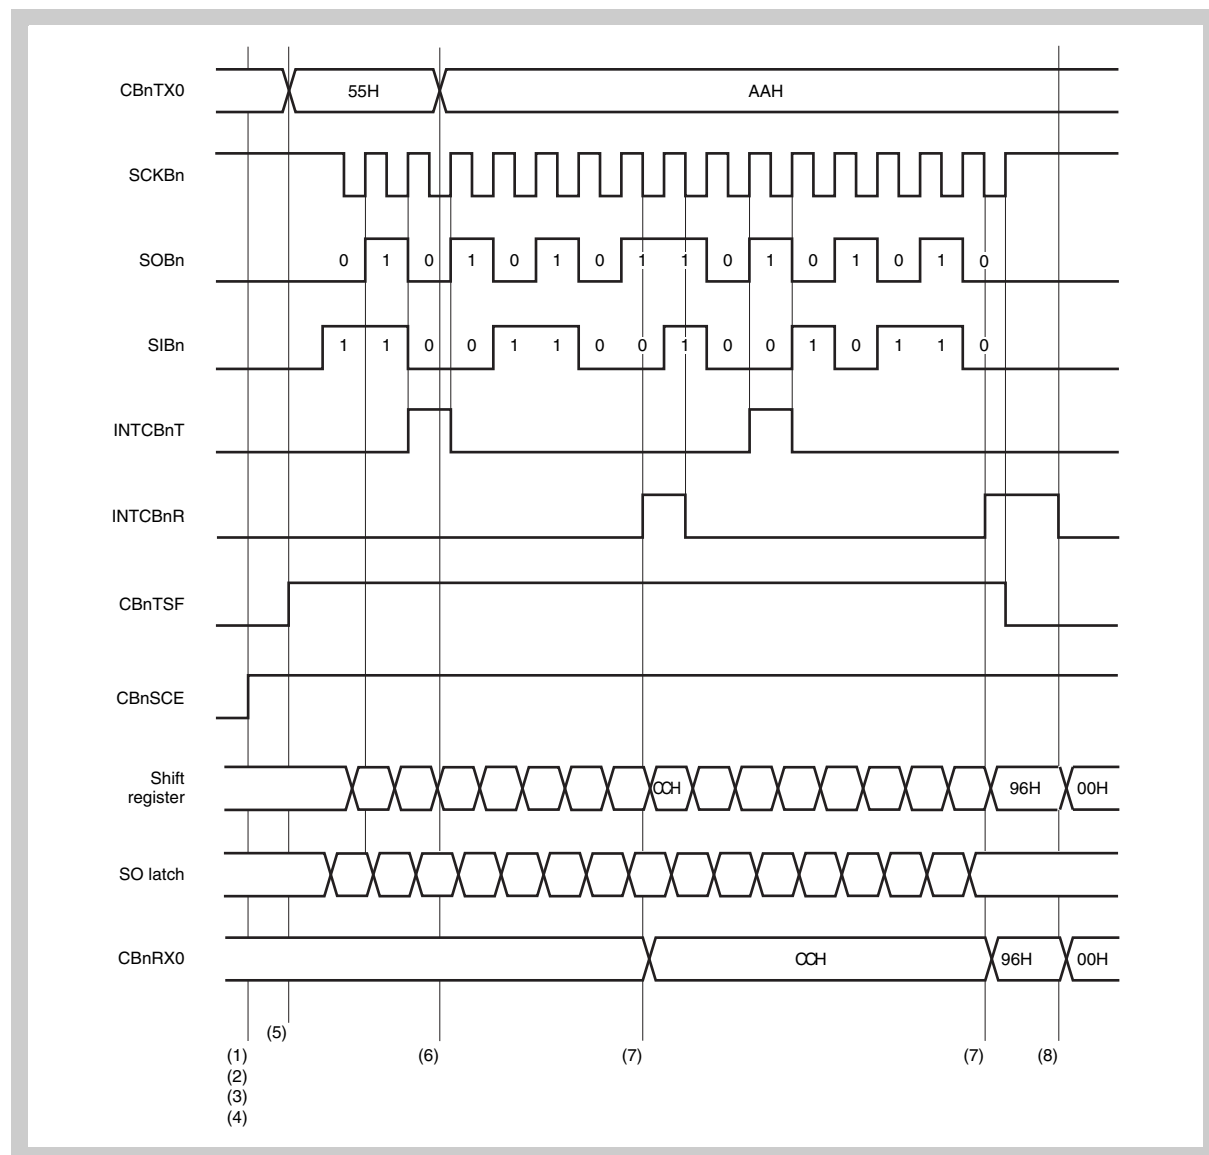 CBnTX0 55H AAH
SCKBn
SOBn 0 1 0 1 0 1 0 1 1 0 1 0 1 0 1 0
SIBn 1 1 0 0 1 1 0 0 1 0 0 1 0 1 1 0
INTCBnT
INTCBnR
CBnTSF
CBnSCE
Shift
register CCH 96H 00H
SO latch
CBnRX0 CCH 96H 00H
(5)
(1) (6) (7) (7) (8)
(2)
(3)
(4)